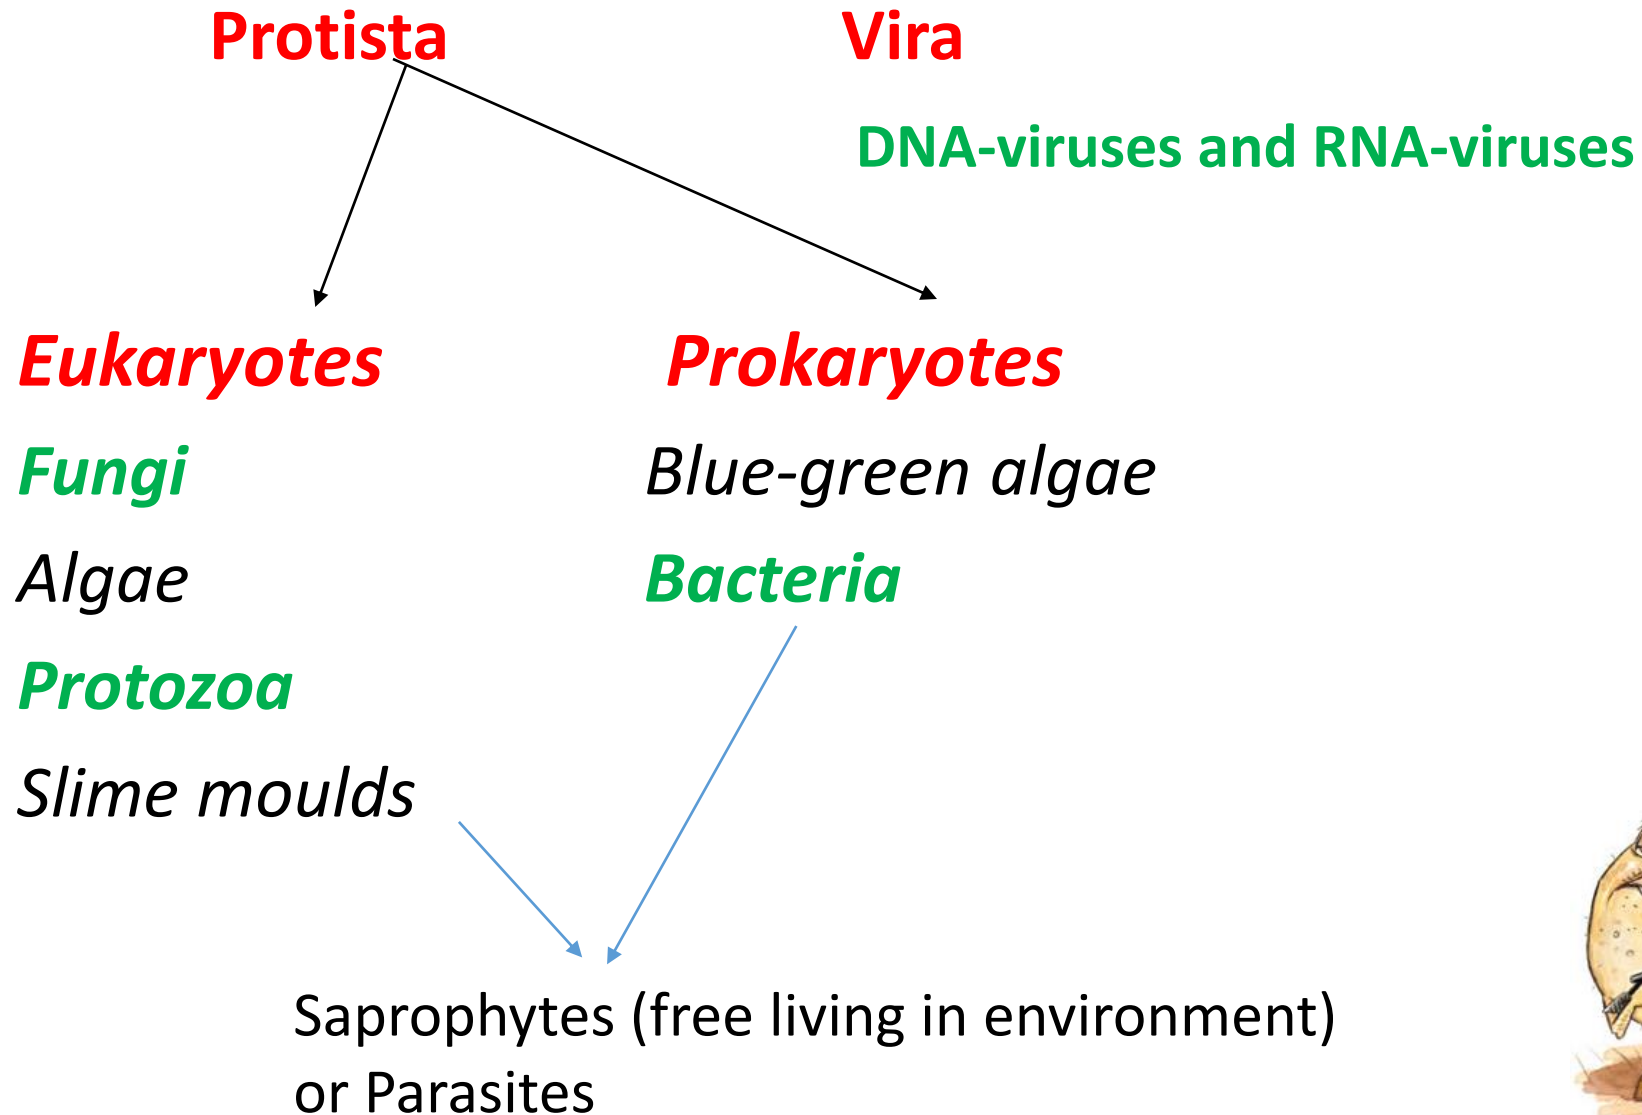 Protista
Vira
DNA-viruses and RNA-viruses
Eukaryotes
Fungi
Algae
Protozoa
Slime moulds
Prokaryotes
Blue-green algae
Bacteria
Saprophytes (free living in environment)
or Parasites